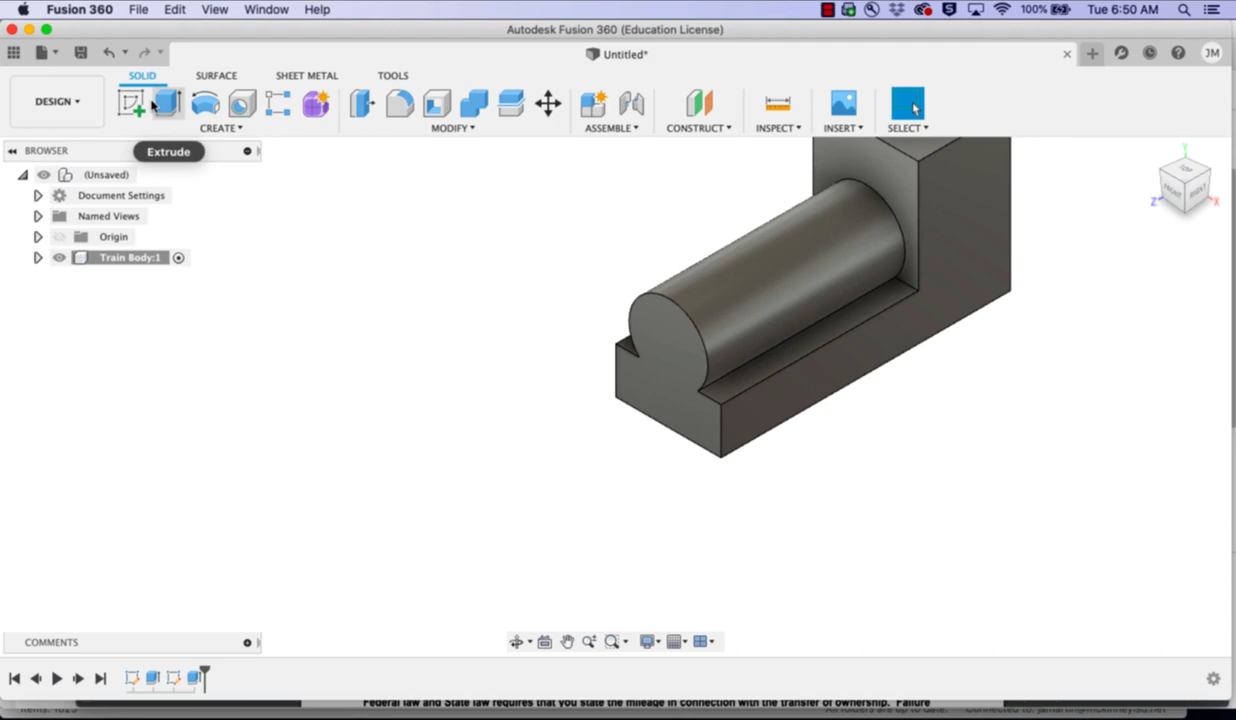 Fusion 360 File Edit View Window Help 100% Tue 6:50 AM
Autodesk Fusion 360 (Education License)
Untitled*
JM
SOLID SURFACE SHEET METAL TOOLS
DESIGN
CREATE MODIFY ASSEMBLE CONSTRUCT INSPECT INSERT SELECT
BROWSER
Extrude
(Unsaved)
Document Settings
Named Views
Origin
Train Body:1
Y
TOP
FRONT RIGHT
Z X
COMMENTS
Federal law and State law requires that you state the mileage in connection with the transfer of ownership. Failure